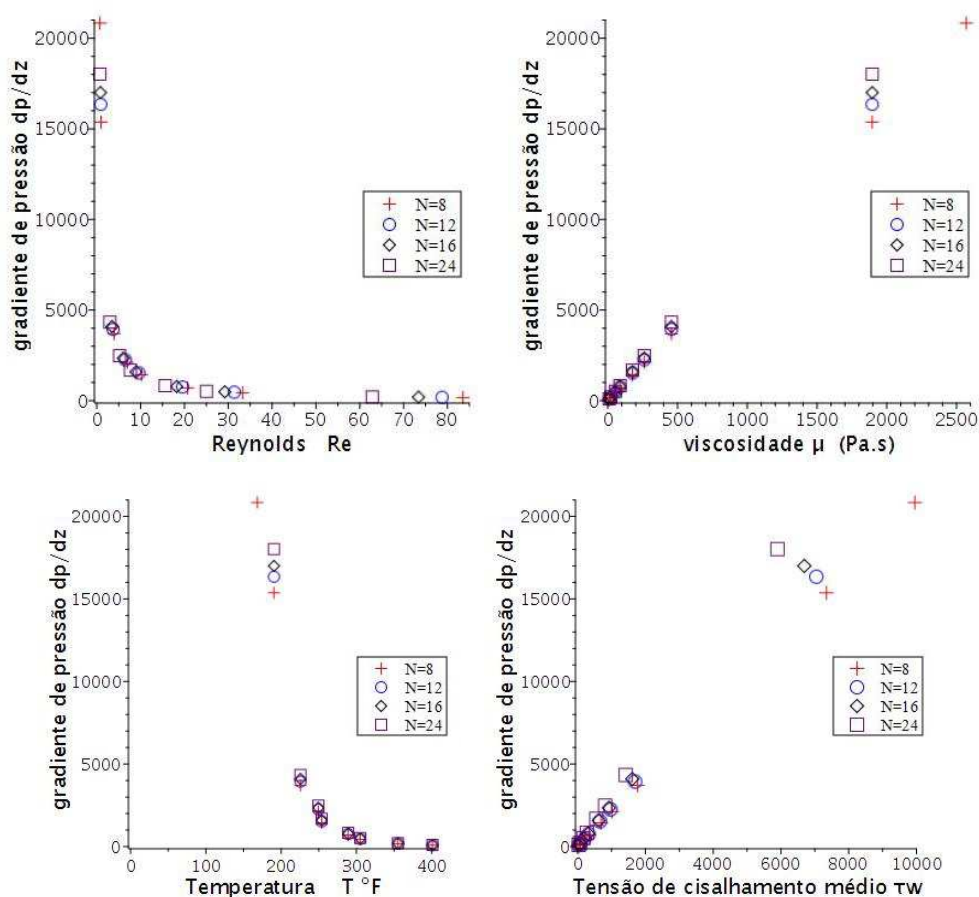 gradiente de pressão dp/dz
20000
15000
10000
5000
0
0 10 20 30 40 50 60 70 80
Reynolds Re
N=8
N=12
N=16
N=24
gradiente de pressão dp/dz
20000
15000
10000
5000
0
0 500 1000 1500 2000 2500
viscosidade μ (Pa.s)
N=8
N=12
N=16
N=24
gradiente de pressão dp/dz
20000
15000
10000
5000
0
0 100 200 300 400
Temperatura T °F
N=8
N=12
N=16
N=24
gradiente de pressão dp/dz
20000
15000
10000
5000
0
0 2000 4000 6000 8000 10000
Tensão de cisalhamento médio τw
N=8
N=12
N=16
N=24